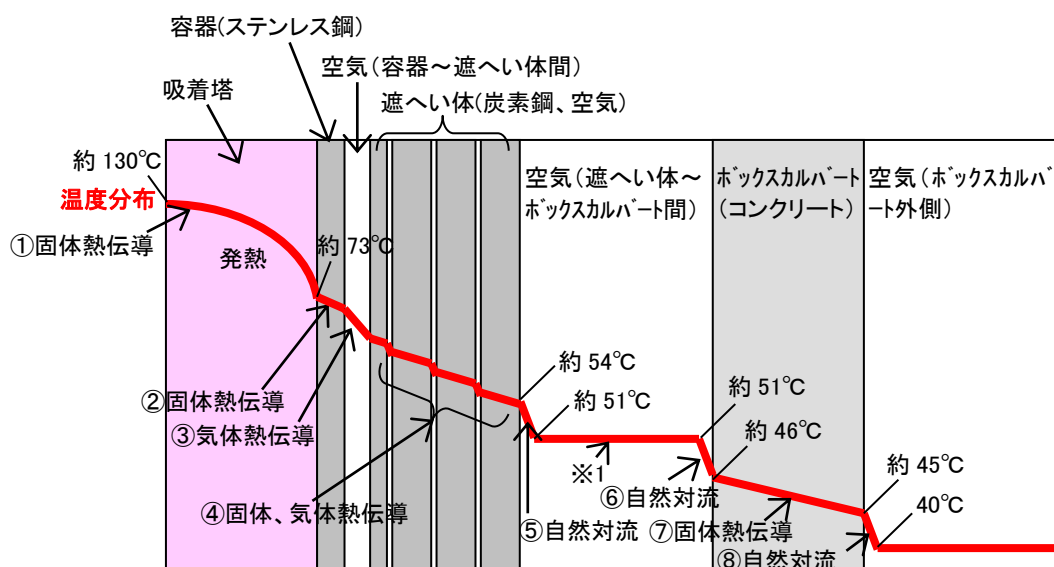 容器(ステンレス鋼)
空気(容器～遮へい体間)
吸着塔
遮へい体(炭素鋼、空気)
約 130℃
温度分布
①固体熱伝導
発熱
約 73℃
空気(遮へい体～
ボックスカルバート間)
ボックスカルバート
(コンクリート)
空気(ボックスカルバ
ート外側)
②固体熱伝導
③気体熱伝導
④固体、気体熱伝導
約 54℃
約 51℃
※1
⑤自然対流
約 51℃
約 46℃
⑥自然対流
⑦固体熱伝導
約 45℃
40℃
⑧自然対流